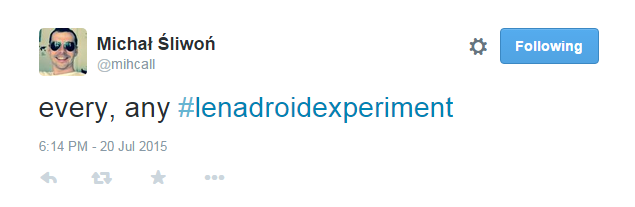 Michał Śliwoń
@mihcall
Following
every, any #lenadroidexperiment
6:14 PM - 20 Jul 2015